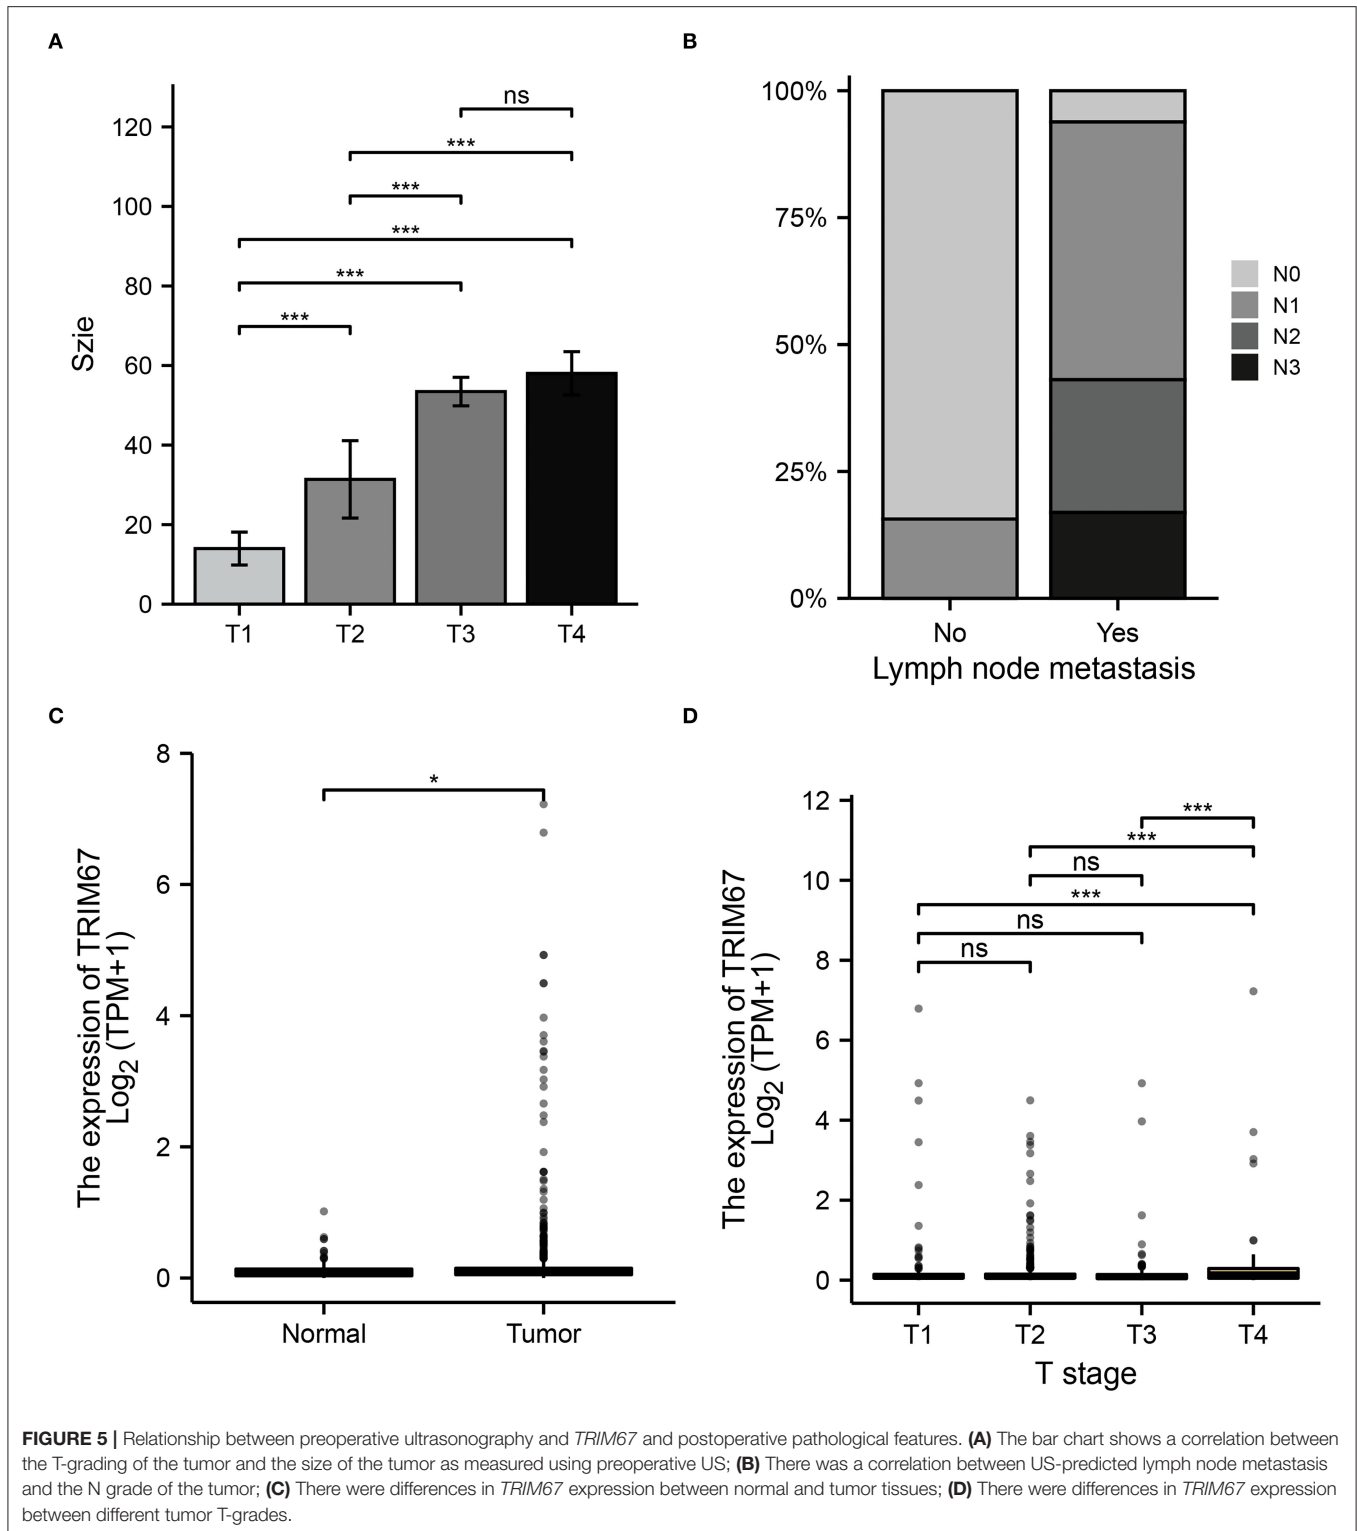 A
120
100
80
60
40
20
0
Szie
ns
***
***
***
***
***
T1 T2 T3 T4
B
100%
75%
50%
25%
0%
No Yes
Lymph node metastasis
N0
N1
N2
N3
C
8
6
4
2
0
The expression of TRIM67
Log2 (TPM+1)
*
Normal Tumor
D
12
10
8
6
4
2
0
The expression of TRIM67
Log2 (TPM+1)
***
***
ns
***
ns
ns
T1 T2 T3 T4
T stage
FIGURE 5 | Relationship between preoperative ultrasonography and TRIM67 and postoperative pathological features. (A) The bar chart shows a correlation between
the T-grading of the tumor and the size of the tumor as measured using preoperative US; (B) There was a correlation between US-predicted lymph node metastasis
and the N grade of the tumor; (C) There were differences in TRIM67 expression between normal and tumor tissues; (D) There were differences in TRIM67 expression
between different tumor T-grades.